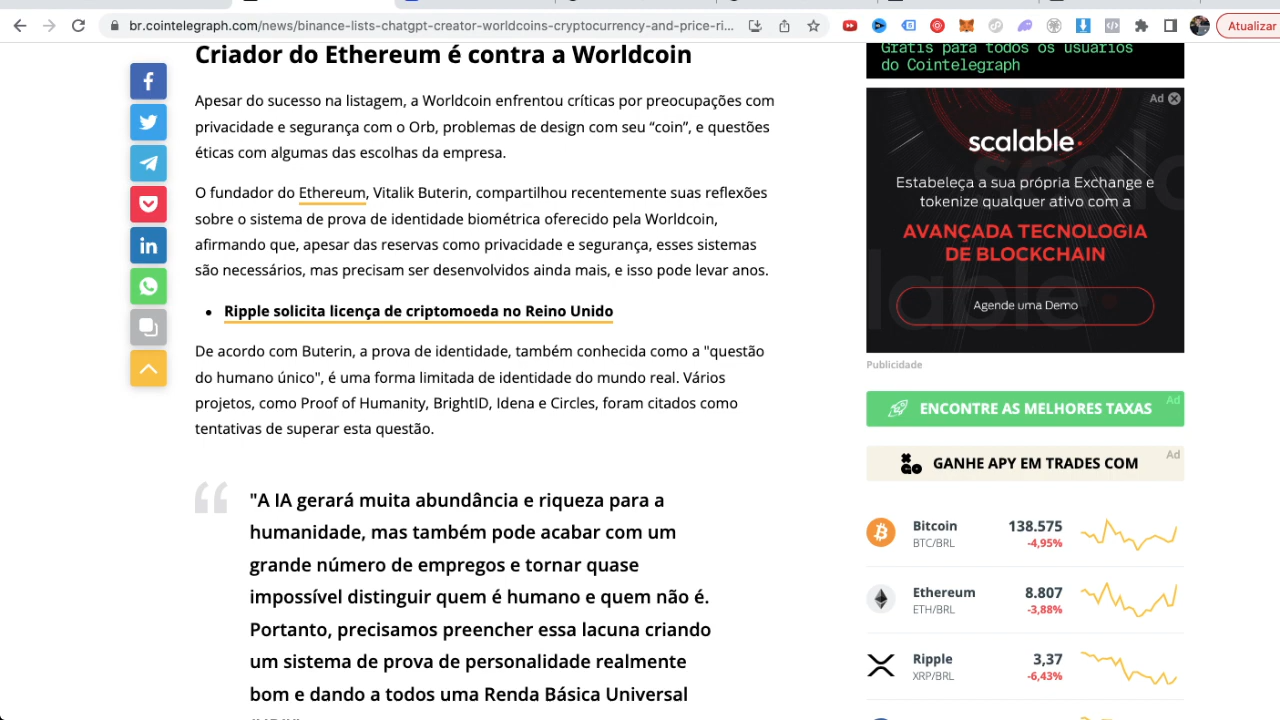 br.cointelegraph.com/news/binance-lists-chatgpt-creator-worldcoins-cryptocurrency-and-price-ri...
Atualizar
Criador do Ethereum é contra a Worldcoin
Apesar do sucesso na listagem, a Worldcoin enfrentou críticas por preocupações com
privacidade e segurança com o Orb, problemas de design com seu “coin”, e questões
éticas com algumas das escolhas da empresa.
O fundador do Ethereum, Vitalik Buterin, compartilhou recentemente suas reflexões
sobre o sistema de prova de identidade biométrica oferecido pela Worldcoin,
afirmando que, apesar das reservas como privacidade e segurança, esses sistemas
são necessários, mas precisam ser desenvolvidos ainda mais, e isso pode levar anos.
• Ripple solicita licença de criptomoeda no Reino Unido
De acordo com Buterin, a prova de identidade, também conhecida como a "questão
do humano único", é uma forma limitada de identidade do mundo real. Vários
projetos, como Proof of Humanity, BrightID, Idena e Circles, foram citados como
tentativas de superar esta questão.
"A IA gerará muita abundância e riqueza para a
humanidade, mas também pode acabar com um
grande número de empregos e tornar quase
impossível distinguir quem é humano e quem não é.
Portanto, precisamos preencher essa lacuna criando
um sistema de prova de personalidade realmente
bom e dando a todos uma Renda Básica Universal
Grátis para todos os usuários
do Cointelegraph
Ad
scalable
Estabeleça a sua própria Exchange e
tokenize qualquer ativo com a
AVANÇADA TECNOLOGIA
DE BLOCKCHAIN
Agende uma Demo
Publicidade
ENCONTRE AS MELHORES TAXAS
Ad
GANHE APY EM TRADES COM
Ad
Bitcoin 138.575
BTC/BRL -4,95%
Ethereum 8.807
ETH/BRL -3,88%
Ripple 3,37
XRP/BRL -6,43%